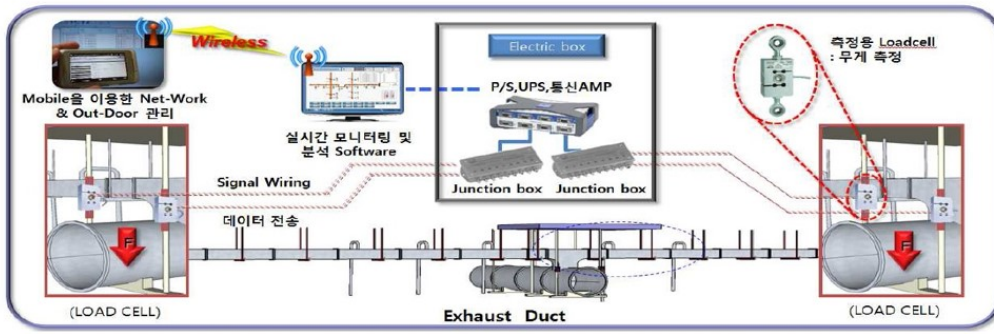 Wireless
Mobile을 이용한 Net-Work
& Out-Door 관리
실시간 모니터링 및
분석 Software
Electric box
P/S,UPS,통신AMP
Junction box
Junction box
측정용 Loadcell
: 무게 측정
Signal Wiring
데이터 전송
F
F
(LOAD CELL)
Exhaust Duct
(LOAD CELL)